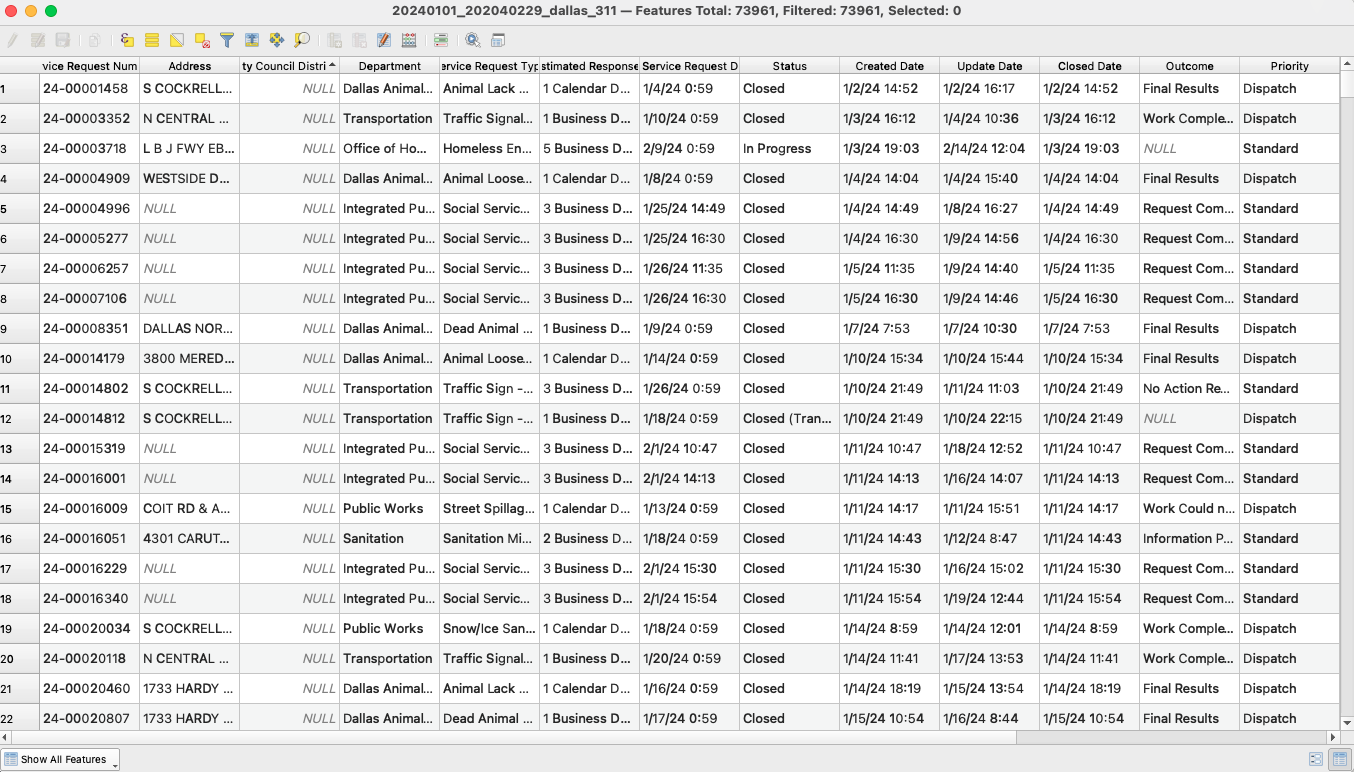 20240101_202040229_dallas_311 — Features Total: 73961, Filtered: 73961, Selected: 0
vice Request Num Address ty Council Distri Department ervice Request Typ stimated Response Service Request D Status Created Date Update Date Closed Date Outcome Priority
1 24-00001458 S COCKRELL... NULL Dallas Animal... Animal Lack ... 1 Calendar D... 1/4/24 0:59 Closed 1/2/24 14:52 1/2/24 16:17 1/2/24 14:52 Final Results Dispatch
2 24-00003352 N CENTRAL ... NULL Transportation Traffic Signal... 1 Business D... 1/10/24 0:59 Closed 1/3/24 16:12 1/4/24 10:36 1/3/24 16:12 Work Comple... Dispatch
3 24-00003718 L B J FWY EB... NULL Office of Ho... Homeless En... 5 Business D... 2/9/24 0:59 In Progress 1/3/24 19:03 2/14/24 12:04 1/3/24 19:03 NULL Standard
4 24-00004909 WESTSIDE D... NULL Dallas Animal... Animal Loose... 1 Calendar D... 1/8/24 0:59 Closed 1/4/24 14:04 1/4/24 15:40 1/4/24 14:04 Final Results Dispatch
5 24-00004996 NULL NULL Integrated Pu... Social Servic... 3 Business D... 1/25/24 14:49 Closed 1/4/24 14:49 1/8/24 16:27 1/4/24 14:49 Request Com... Standard
6 24-00005277 NULL NULL Integrated Pu... Social Servic... 3 Business D... 1/25/24 16:30 Closed 1/4/24 16:30 1/9/24 14:56 1/4/24 16:30 Request Com... Standard
7 24-00006257 NULL NULL Integrated Pu... Social Servic... 3 Business D... 1/26/24 11:35 Closed 1/5/24 11:35 1/9/24 14:40 1/5/24 11:35 Request Com... Standard
8 24-00007106 NULL NULL Integrated Pu... Social Servic... 3 Business D... 1/26/24 16:30 Closed 1/5/24 16:30 1/9/24 14:46 1/5/24 16:30 Request Com... Standard
9 24-00008351 DALLAS NOR... NULL Dallas Animal... Dead Animal ... 1 Business D... 1/9/24 0:59 Closed 1/7/24 7:53 1/7/24 10:30 1/7/24 7:53 Final Results Dispatch
10 24-00014179 3800 MERED... NULL Dallas Animal... Animal Loose... 1 Calendar D... 1/14/24 0:59 Closed 1/10/24 15:34 1/10/24 15:44 1/10/24 15:34 Final Results Dispatch
11 24-00014802 S COCKRELL... NULL Transportation Traffic Sign -... 3 Business D... 1/26/24 0:59 Closed 1/10/24 21:49 1/11/24 11:03 1/10/24 21:49 No Action Re... Standard
12 24-00014812 S COCKRELL... NULL Transportation Traffic Sign -... 1 Business D... 1/18/24 0:59 Closed (Tran... 1/10/24 21:49 1/10/24 22:15 1/10/24 21:49 NULL Dispatch
13 24-00015319 NULL NULL Integrated Pu... Social Servic... 3 Business D... 2/1/24 10:47 Closed 1/11/24 10:47 1/18/24 12:52 1/11/24 10:47 Request Com... Standard
14 24-00016001 NULL NULL Integrated Pu... Social Servic... 3 Business D... 2/1/24 14:13 Closed 1/11/24 14:13 1/16/24 14:07 1/11/24 14:13 Request Com... Standard
15 24-00016009 COIT RD & A... NULL Public Works Street Spillag... 1 Calendar D... 1/13/24 0:59 Closed 1/11/24 14:17 1/11/24 15:51 1/11/24 14:17 Work Could n... Dispatch
16 24-00016051 4301 CARUT... NULL Sanitation Sanitation Mi... 2 Business D... 1/18/24 0:59 Closed 1/11/24 14:43 1/12/24 8:47 1/11/24 14:43 Information P... Standard
17 24-00016229 NULL NULL Integrated Pu... Social Servic... 3 Business D... 2/1/24 15:30 Closed 1/11/24 15:30 1/16/24 15:02 1/11/24 15:30 Request Com... Standard
18 24-00016340 NULL NULL Integrated Pu... Social Servic... 3 Business D... 2/1/24 15:54 Closed 1/11/24 15:54 1/19/24 12:44 1/11/24 15:54 Request Com... Standard
19 24-00020034 S COCKRELL... NULL Public Works Snow/Ice San... 1 Calendar D... 1/18/24 0:59 Closed 1/14/24 8:59 1/14/24 12:01 1/14/24 8:59 Work Comple... Dispatch
20 24-00020118 N CENTRAL ... NULL Transportation Traffic Signal... 1 Business D... 1/20/24 0:59 Closed 1/14/24 11:41 1/17/24 13:53 1/14/24 11:41 Work Comple... Dispatch
21 24-00020460 1733 HARDY ... NULL Dallas Animal... Animal Lack ... 1 Calendar D... 1/16/24 0:59 Closed 1/14/24 18:19 1/15/24 13:54 1/14/24 18:19 Final Results Dispatch
22 24-00020807 1733 HARDY ... NULL Dallas Animal... Dead Animal ... 1 Business D... 1/17/24 0:59 Closed 1/15/24 10:54 1/16/24 8:44 1/15/24 10:54 Final Results Dispatch
Show All Features